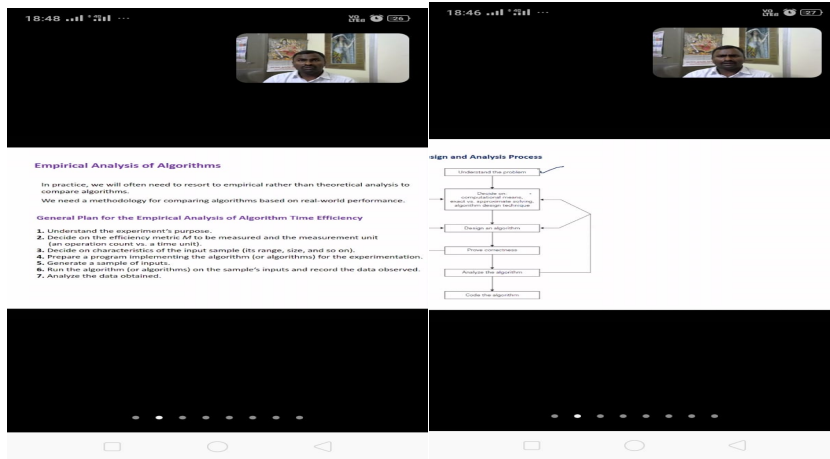 18:48
VO
LTE
26
Empirical Analysis of Algorithms
In practice, we will often need to resort to empirical rather than theoretical analysis to
compare algorithms.
We need a methodology for comparing algorithms based on real-world performance.
General Plan for the Empirical Analysis of Algorithm Time Efficiency
1. Understand the experiment's purpose.
2. Decide on the efficiency metric M to be measured and the measurement unit
(an operation count vs. a time unit).
3. Decide on characteristics of the input sample (its range, size, and so on).
4. Prepare a program implementing the algorithm (or algorithms) for the experimentation.
5. Generate a sample of inputs.
6. Run the algorithm (or algorithms) on the sample's inputs and record the data observed.
7. Analyze the data obtained.
18:46
VO
LTE
27
sign and Analysis Process
Understand the problem
Decide on
computational means,
exact vs. approximate solving,
algorithm design technique
Design an algorithm
Prove correctness
Analyze the algorithm
Code the algorithm